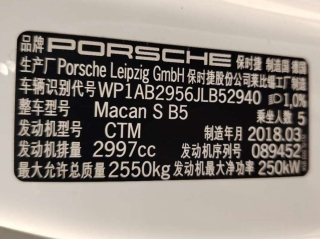 品牌 PORSCHE 保时捷 制造国 德国
生产厂 Porsche Leipzig GmbH 保时捷股份公司莱比锡工厂制造
车辆识别代号 WP1AB2956JLB52940 1,0%
整车型号 Macan S B5 乘坐人数 5
发动机型号 CTM 制造年月 2018.03
发动机排量 2997cc 发动机号 089452
最大允许总质量 2550kg 发动机最大净功率 250kW